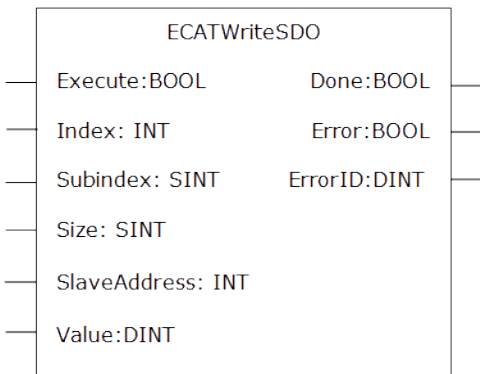 ECATWriteSDO
Execute:BOOL Done:BOOL
Index: INT Error:BOOL
Subindex: SINT ErrorID:DINT
Size: SINT
SlaveAddress: INT
Value:DINT